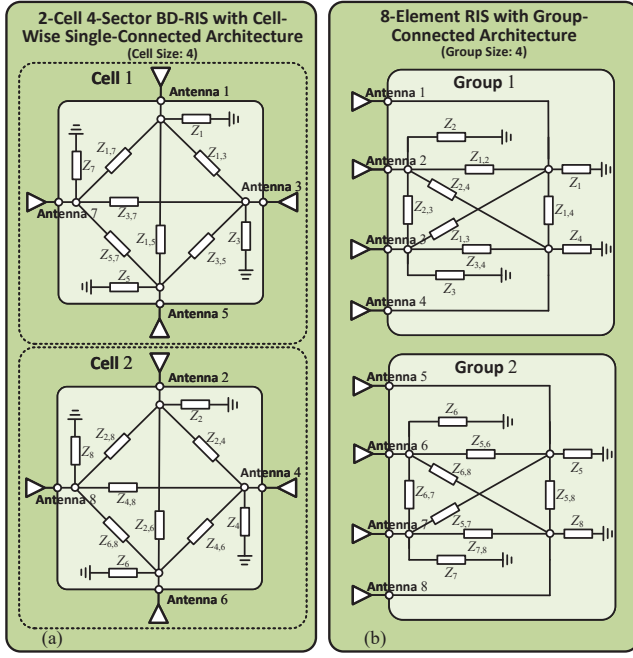 2-Cell 4-Sector BD-RIS with Cell-
Wise Single-Connected Architecture
(Cell Size: 4)
Cell 1
Antenna 1
Z1
Z7
Z1,7
Z1,3
Antenna 3
Antenna 7
Z3,7
Z1,5
Z3
Z5,7
Z3,5
Z5
Antenna 5
Cell 2
Antenna 2
Z2
Z8
Z2,8
Z2,4
Antenna 4
Antenna 8
Z4,8
Z2,6
Z4
Z6,8
Z4,6
Z6
Antenna 6
(a)
8-Element RIS with Group-
Connected Architecture
(Group Size: 4)
Group 1
Antenna 1
Z2
Antenna 2
Z1,2
Z1
Z2,4
Z2,3
Z1,4
Antenna 3
Z1,3
Z4
Z3,4
Z3
Antenna 4
Group 2
Antenna 5
Z6
Antenna 6
Z5,6
Z5
Z6,8
Z6,7
Z5,8
Antenna 7
Z5,7
Z8
Z7,8
Z7
Antenna 8
(b)